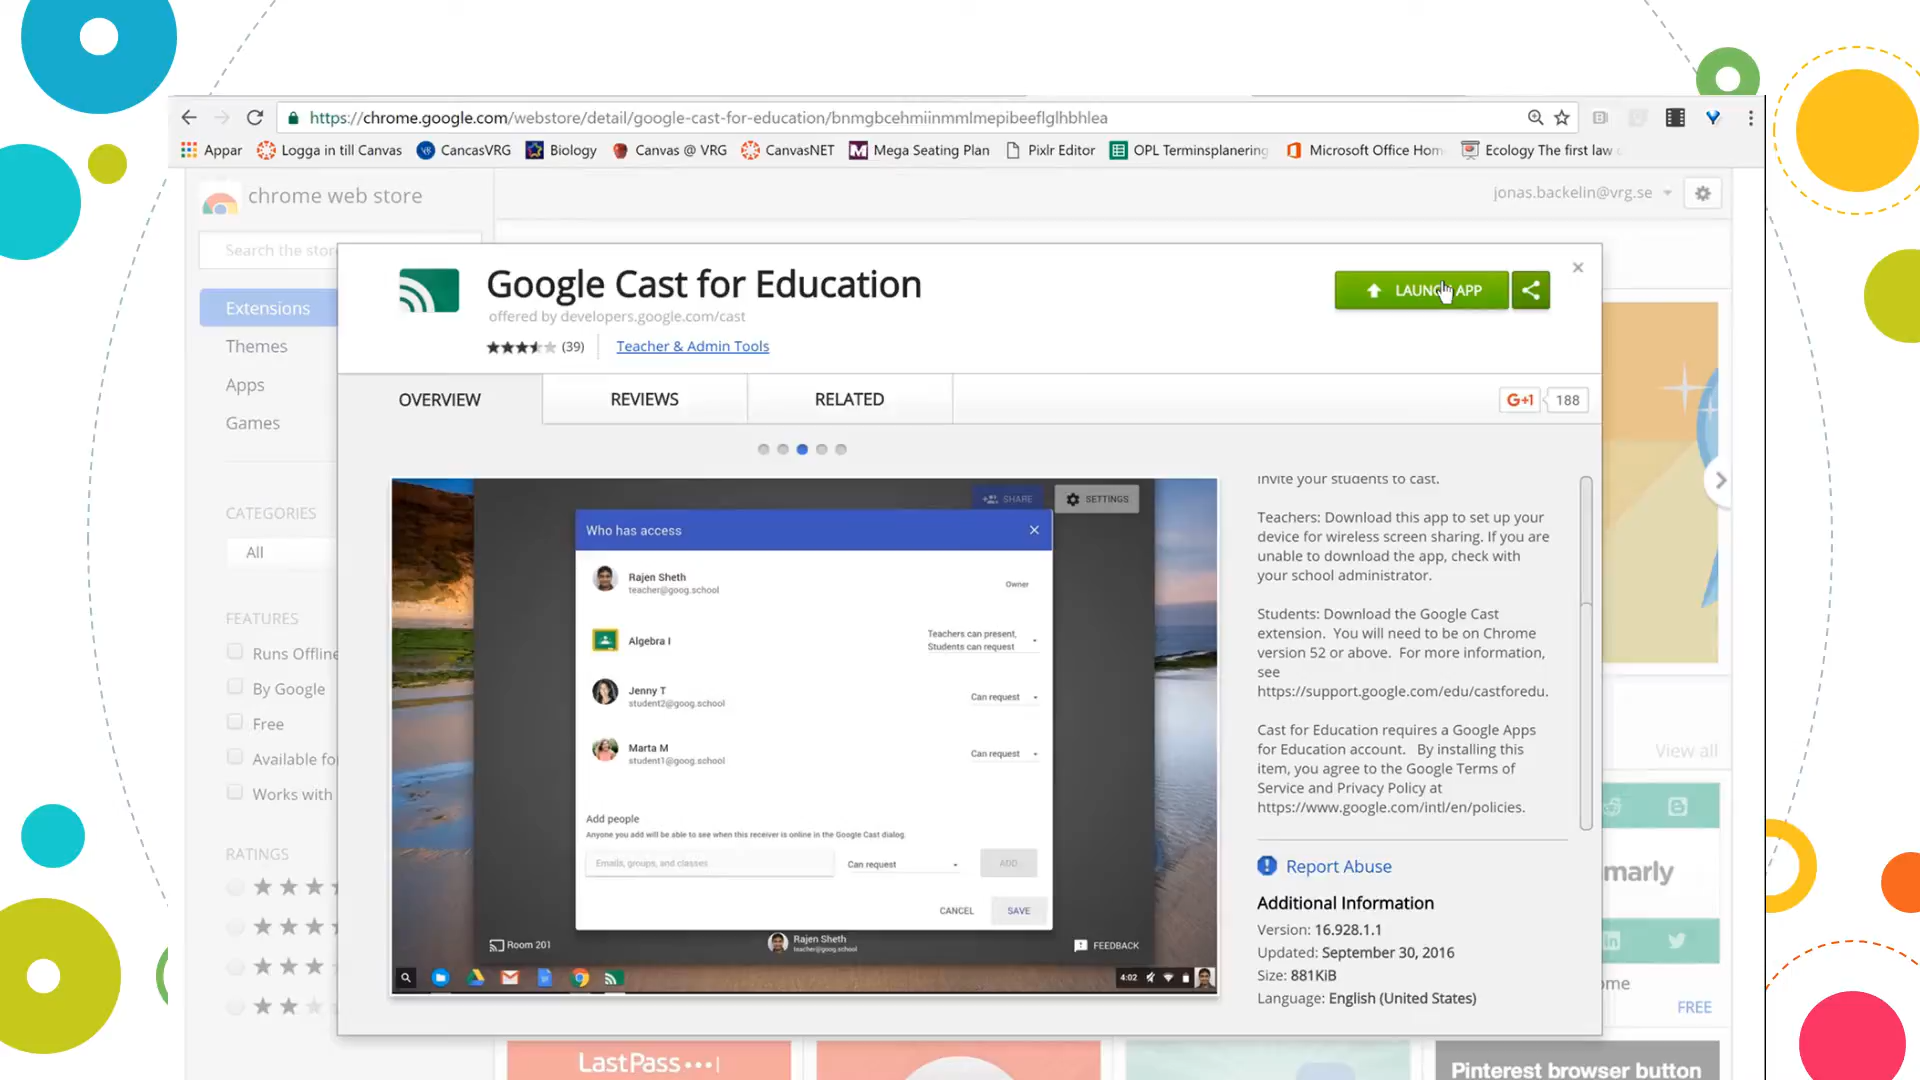 https://chrome.google.com/webstore/detail/google-cast-for-education/bnmgbcehmiinmmlmepibeeflglhbhlea
Appar Logga in till Canvas CancasVRG Biology Canvas @ VRG CanvasNET Mega Seating Plan Pixlr Editor OPL Terminsplanering Microsoft Office Hom Ecology The first law
chrome web store
jonas.backelin@vrg.se
Search the stor
Extensions
Themes
Apps
Games
CATEGORIES
All
FEATURES
Runs Offline
By Google
Free
Available fo
Works with
RATINGS
Google Cast for Education
offered by developers.google.com/cast
(39) Teacher & Admin Tools
LAUNCH APP
OVERVIEW REVIEWS RELATED
G+1 188
SHARE SETTINGS
Who has access
Rajen Sheth
teacher@goog.school
Owner
Algebra I
Teachers can present,
Students can request
Jenny T
student2@goog.school
Can request
Marta M
student1@goog.school
Can request
Add people
Anyone you add will be able to see when this receiver is online in the Google Cast dialog.
Emails, groups, and classes Can request ADD
CANCEL SAVE
Room 201
Rajen Sheth
teacher@goog.school
FEEDBACK
4:02
invite your students to cast.
Teachers: Download this app to set up your
device for wireless screen sharing. If you are
unable to download the app, check with
your school administrator.
Students: Download the Google Cast
extension. You will need to be on Chrome
version 52 or above. For more information,
see
https://support.google.com/edu/castforedu.
Cast for Education requires a Google Apps
for Education account. By installing this
item, you agree to the Google Terms of
Service and Privacy Policy at
https://www.google.com/intl/en/policies.
Report Abuse
Additional Information
Version: 16.928.1.1
Updated: September 30, 2016
Size: 881KiB
Language: English (United States)
View all
marly
ome
FREE
LastPass
Pinterest browser button